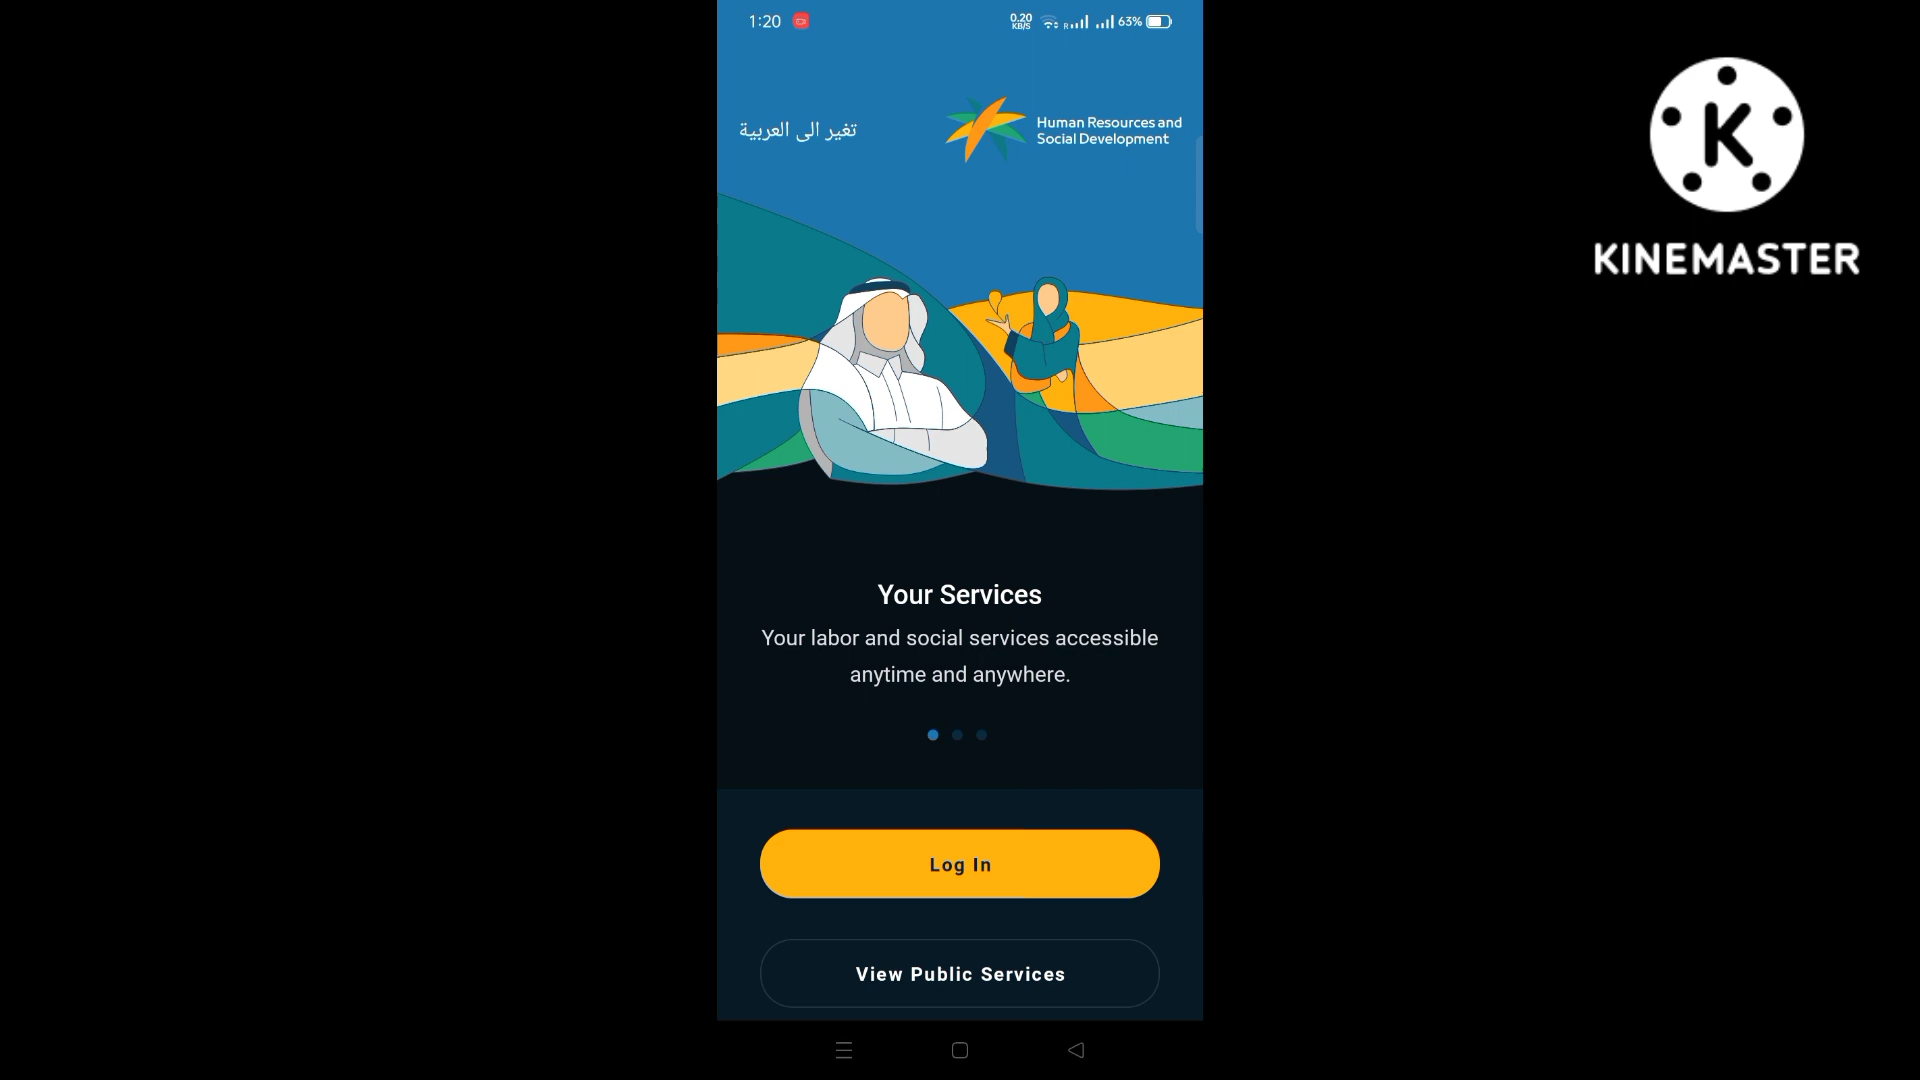 1:20
0.20
KB/S
R
63%
تغير الى العربية
Human Resources and
Social Development
K
KINEMASTER
Your Services
Your labor and social services accessible
anytime and anywhere.
Log In
View Public Services